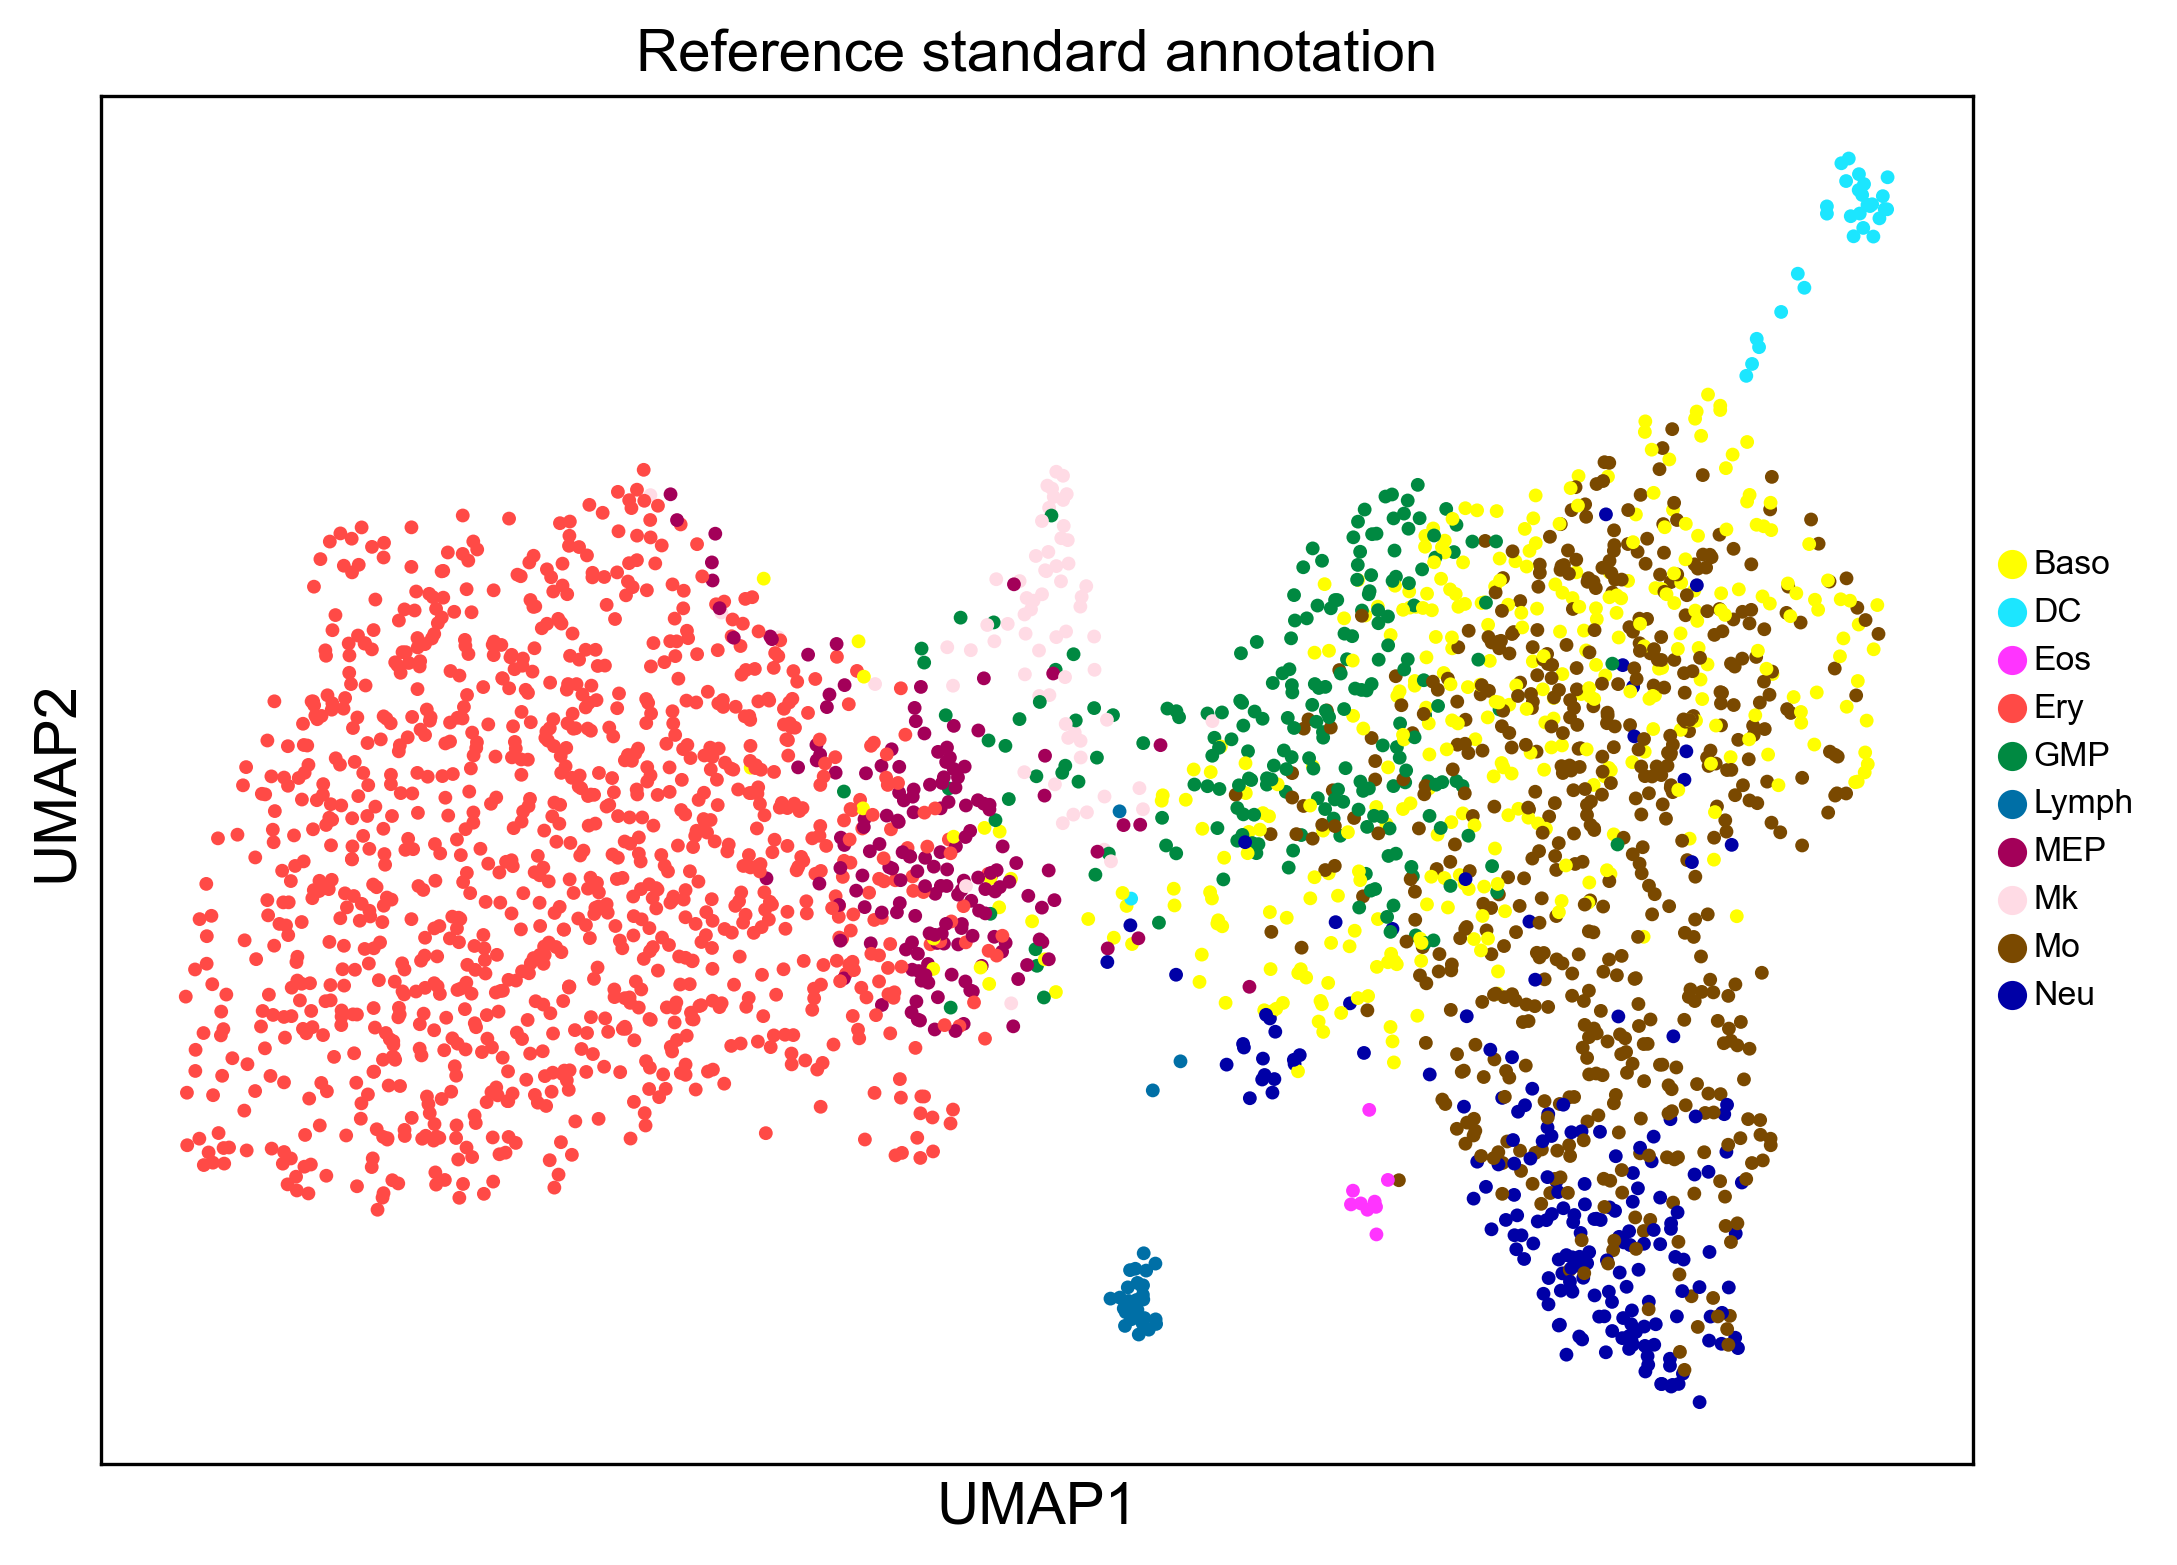 Reference standard annotation
UMAP2
UMAP1
Baso
DC
Eos
Ery
GMP
Lymph
MEP
Mk
Mo
Neu